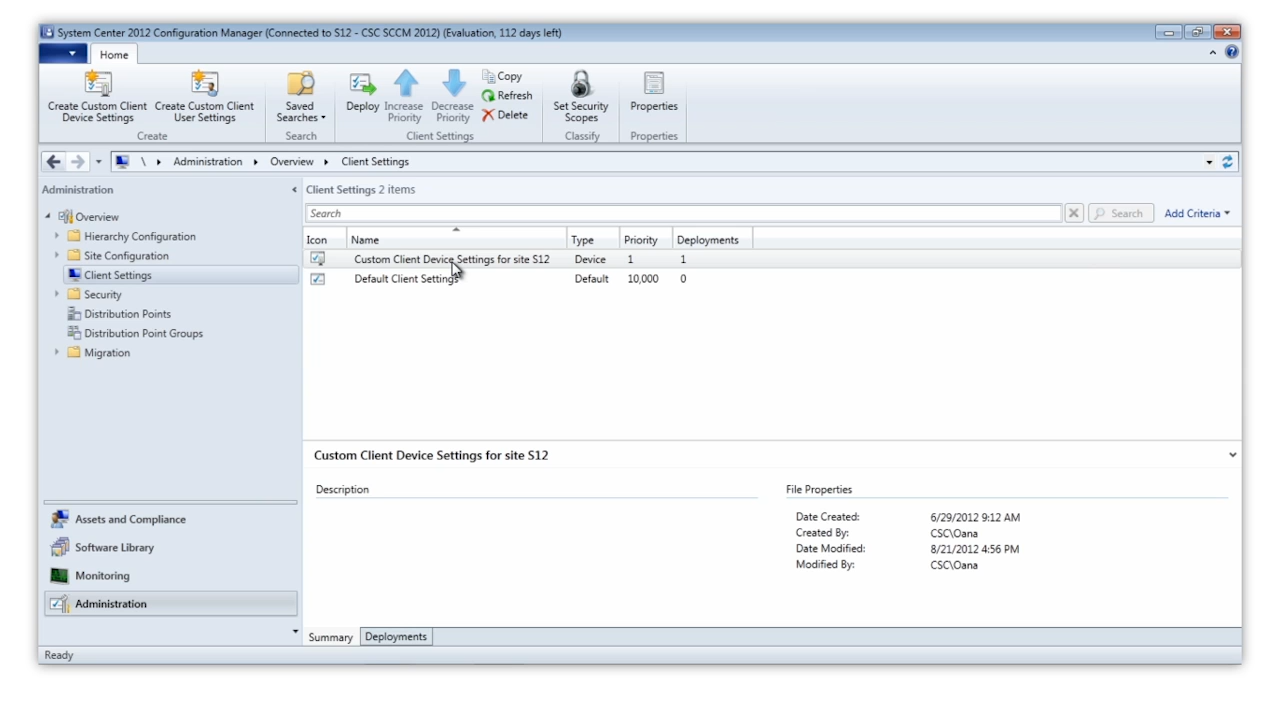 System Center 2012 Configuration Manager (Connected to S12 - CSC SCCM 2012) (Evaluation, 112 days left)
Home
Create Custom Client Device Settings
Create Custom Client User Settings
Create
Saved Searches
Search
Deploy
Increase Priority
Decrease Priority
Copy
Refresh
Delete
Client Settings
Set Security Scopes
Classify
Properties
Properties
\ Administration Overview Client Settings
Administration
Overview
Hierarchy Configuration
Site Configuration
Client Settings
Security
Distribution Points
Distribution Point Groups
Migration
Assets and Compliance
Software Library
Monitoring
Administration
Client Settings 2 items
Search
Search
Add Criteria
Icon Name Type Priority Deployments
Custom Client Device Settings for site S12 Device 1 1
Default Client Settings Default 10,000 0
Custom Client Device Settings for site S12
Description
File Properties
Date Created: 6/29/2012 9:12 AM
Created By: CSC\Oana
Date Modified: 8/21/2012 4:56 PM
Modified By: CSC\Oana
Summary Deployments
Ready